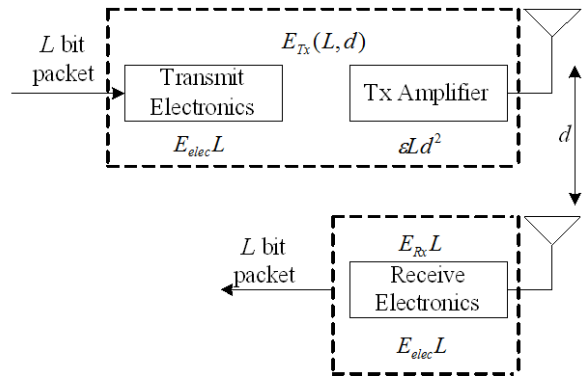 E_Tx(L,d)
L bit
packet
Transmit
Electronics
Tx Amplifier
E_elec L
εLd²
d
L bit
packet
E_Rx L
Receive
Electronics
E_elec L